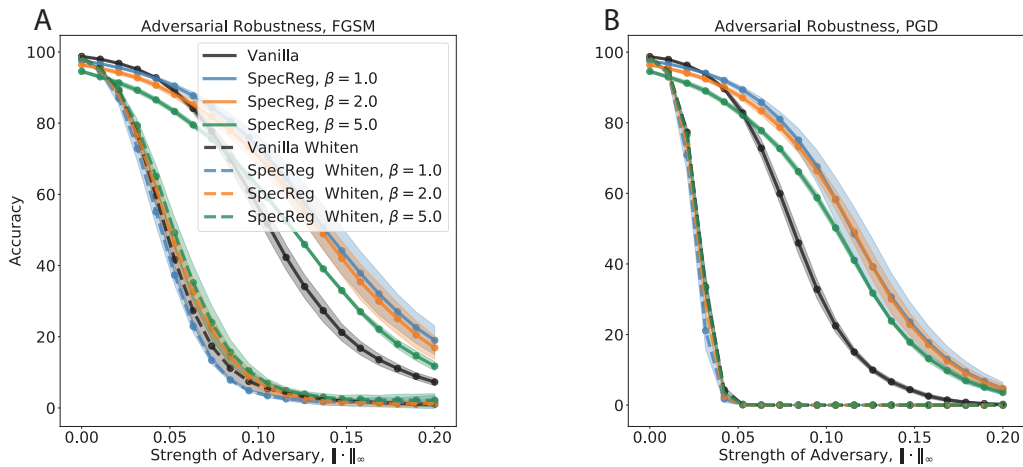 A
Adversarial Robustness, FGSM
100
80
60
40
20
0
Accuracy
Vanilla
SpecReg, β = 1.0
SpecReg, β = 2.0
SpecReg, β = 5.0
Vanilla Whiten
SpecReg Whiten, β = 1.0
SpecReg Whiten, β = 2.0
SpecReg Whiten, β = 5.0
0.00 0.05 0.10 0.15 0.20
Strength of Adversary, ‖ · ‖∞
B
Adversarial Robustness, PGD
100
80
60
40
20
0
0.00 0.05 0.10 0.15 0.20
Strength of Adversary, ‖ · ‖∞